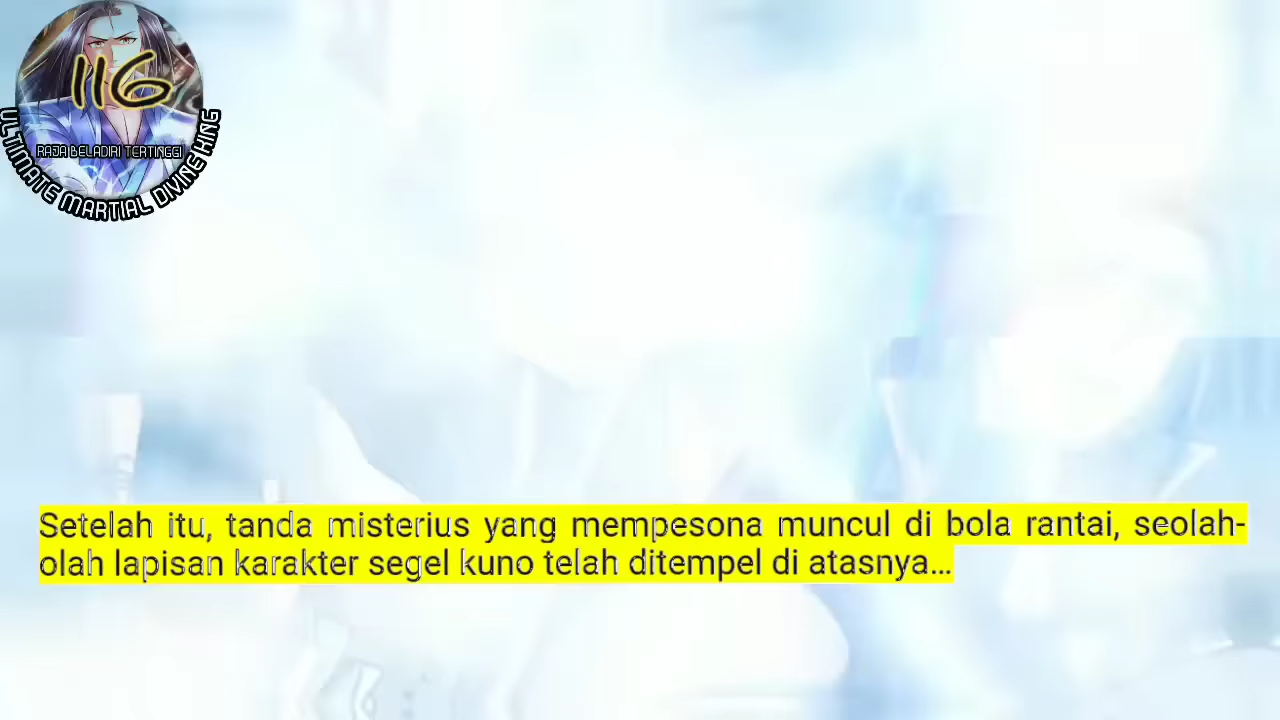 116
RAJA BELADIRI TERTINGGI
ULTIMATE MARTIAL DIVINE KING
Setelah itu, tanda misterius yang mempesona muncul di bola rantai, seolah-
olah lapisan karakter segel kuno telah ditempel di atasnya...